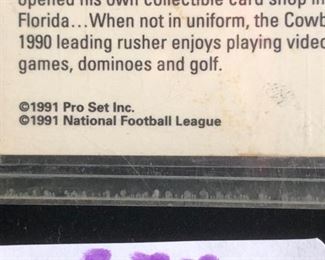 opened his own collectible card shop in
Florida...When not in uniform, the Cowb
1990 leading rusher enjoys playing video
games, dominoes and golf.
©1991 Pro Set Inc.
©1991 National Football League